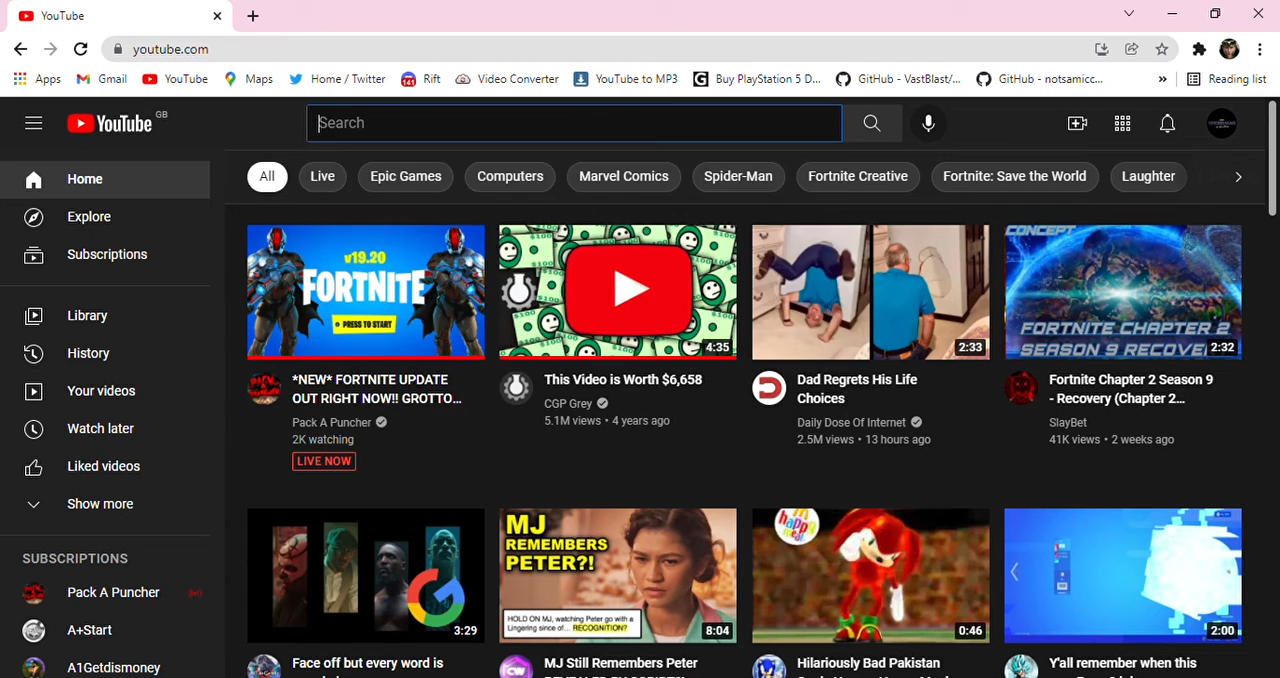 YouTube
youtube.com
Apps
Gmail
YouTube
Maps
Home / Twitter
141
Rift
Video Converter
YouTube to MP3
Buy PlayStation 5 D...
GitHub - VastBlast/...
GitHub - notsamicc...
»
Reading list
YouTube GB
Search
All
Live
Epic Games
Computers
Marvel Comics
Spider-Man
Fortnite Creative
Fortnite: Save the World
Laughter
Home
Explore
Subscriptions
Library
History
Your videos
Watch later
Liked videos
Show more
SUBSCRIPTIONS
Pack A Puncher
A+Start
A1Getdismoney
v19.20
FORTNITE
PRESS TO START
*NEW* FORTNITE UPDATE
OUT RIGHT NOW!! GROTTO...
Pack A Puncher
2K watching
LIVE NOW
$100
4:35
This Video is Worth $6,658
CGP Grey
5.1M views • 4 years ago
2:33
Dad Regrets His Life
Choices
Daily Dose Of Internet
2.5M views • 13 hours ago
CONCEPT
FORTNITE CHAPTER 2
SEASON 9 RECOVE
2:32
Fortnite Chapter 2 Season 9
- Recovery (Chapter 2...
SlayBet
41K views • 2 weeks ago
3:29
Face off but every word is
MJ
REMEMBERS
PETER?!
HOLD ON MJ, watching Peter go with a
Lingering since of... RECOGNITION?
8:04
CW
MJ Still Remembers Peter
happy
meal
0:46
Hilariously Bad Pakistan
2:00
Y'all remember when this